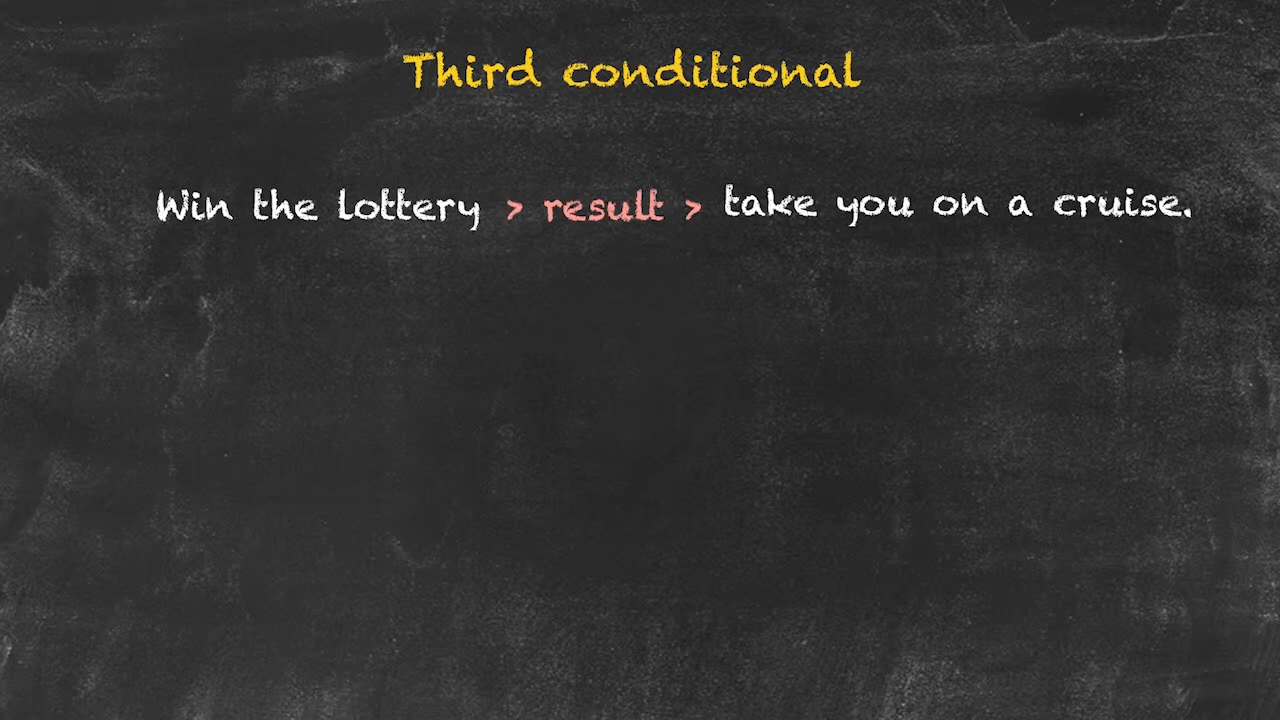 Third conditional
Win the lottery > result > take you on a cruise.